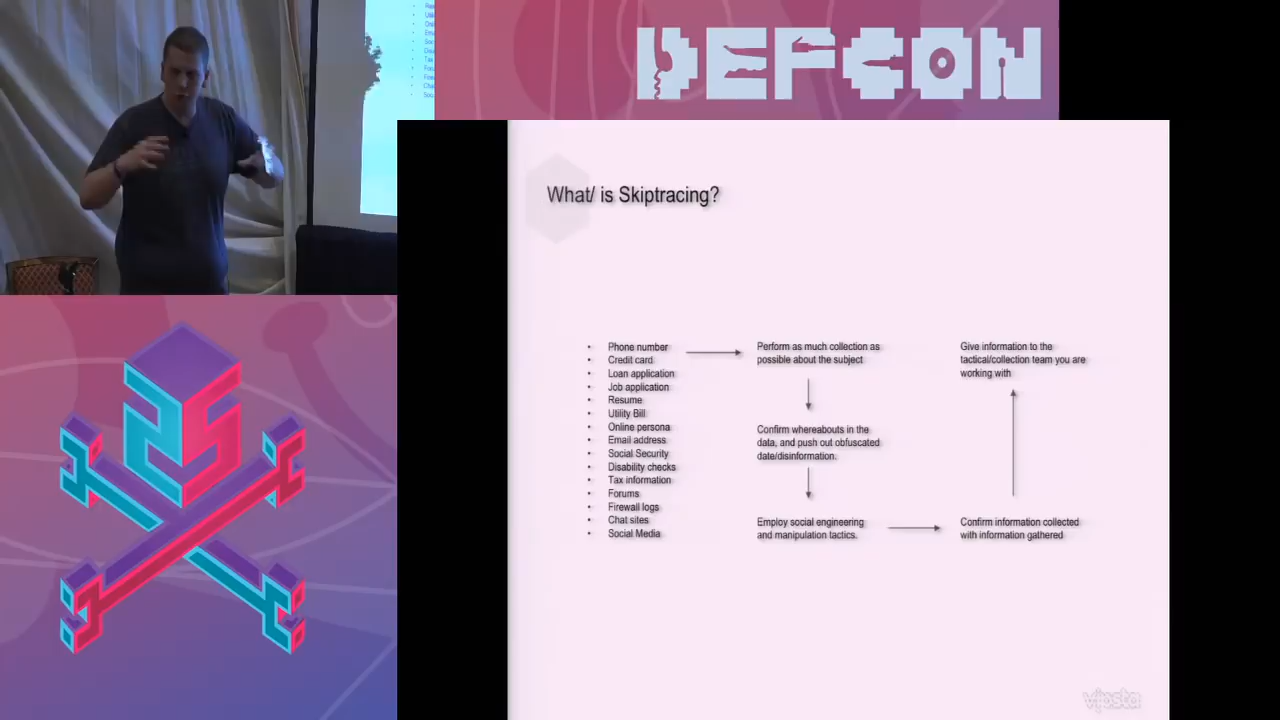 DEFCON
What/ is Skiptracing?
• Phone number
• Credit card
• Loan application
• Job application
• Resume
• Utility Bill
• Online persona
• Email address
• Social Security
• Disability checks
• Tax information
• Forums
• Firewall logs
• Chat sites
• Social Media
Perform as much collection as
possible about the subject
Confirm whereabouts in the
data, and push out obfuscated
date/disinformation.
Employ social engineering
and manipulation tactics.
Confirm information collected
with information gathered
Give information to the
tactical/collection team you are
working with